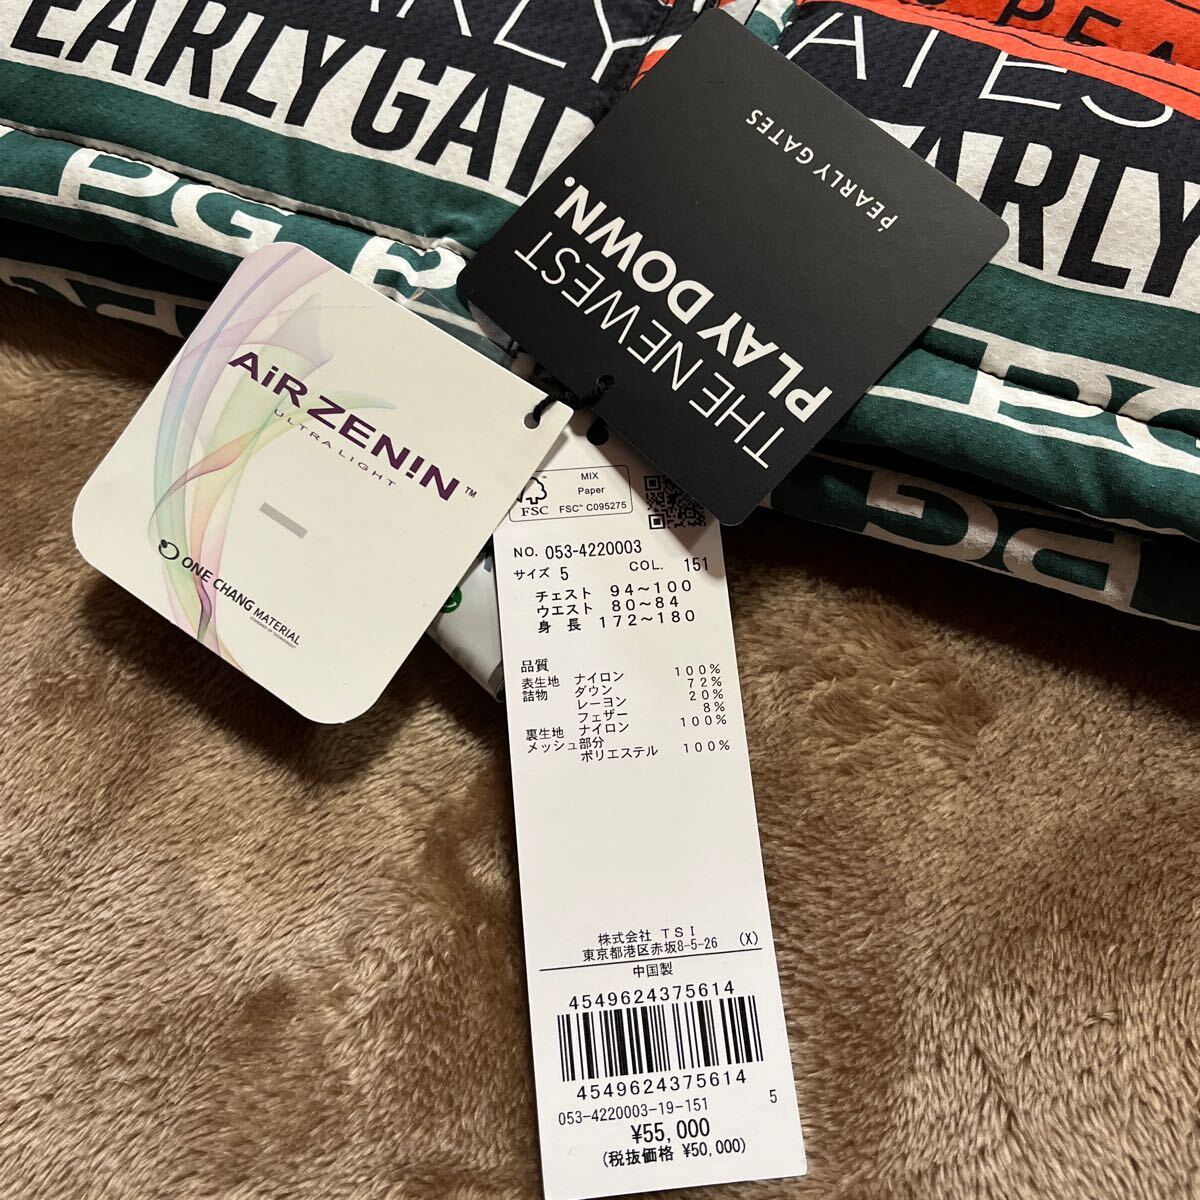 ARLY GATES
EARLYGAT
PEA
EARLY
PG
PG
PG
PEARLY GATES
THE NEWEST
PLAY DOWN.
AiR ZENiN™
ULTRA LIGHT
ONE CHANG MATERIAL
MIX
Paper
FSC
FSC™ C095275
NO. 053-4220003
サイズ 5 COL. 151
チェスト 94～100
ウエスト 80～84
身 長 172～180
品質
表生地 ナイロン 100%
詰物 ダウン 72%
レーヨン 20%
フェザー 8%
裏生地 ナイロン 100%
メッシュ部分
ポリエステル 100%
株式会社 TSI
東京都港区赤坂8-5-26 (X)
中国製
4549624375614
4549624375614
053-4220003-19-151 5
¥55,000
(税抜価格 ¥50,000)